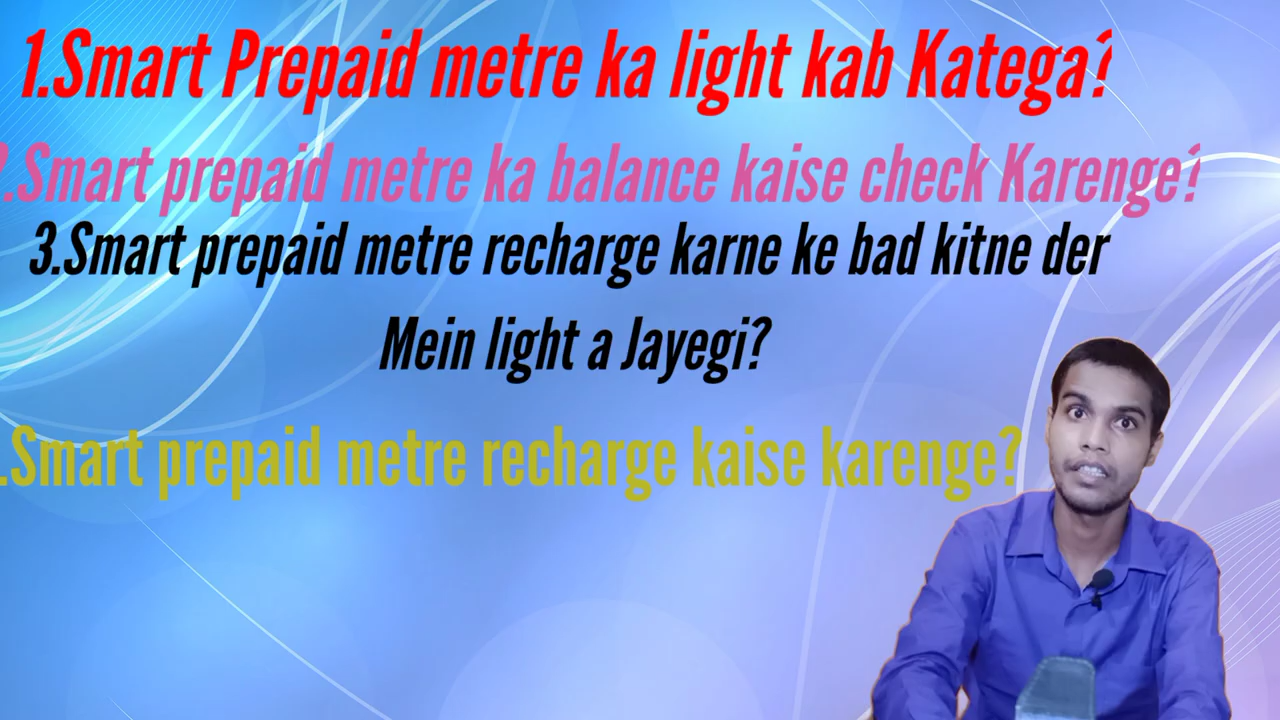 1.Smart Prepaid metre ka light kab Katega?
2.Smart prepaid metre ka balance kaise check Karenge?
3.Smart prepaid metre recharge karne ke bad kitne der
Mein light a Jayegi?
.Smart prepaid metre recharge kaise karenge?